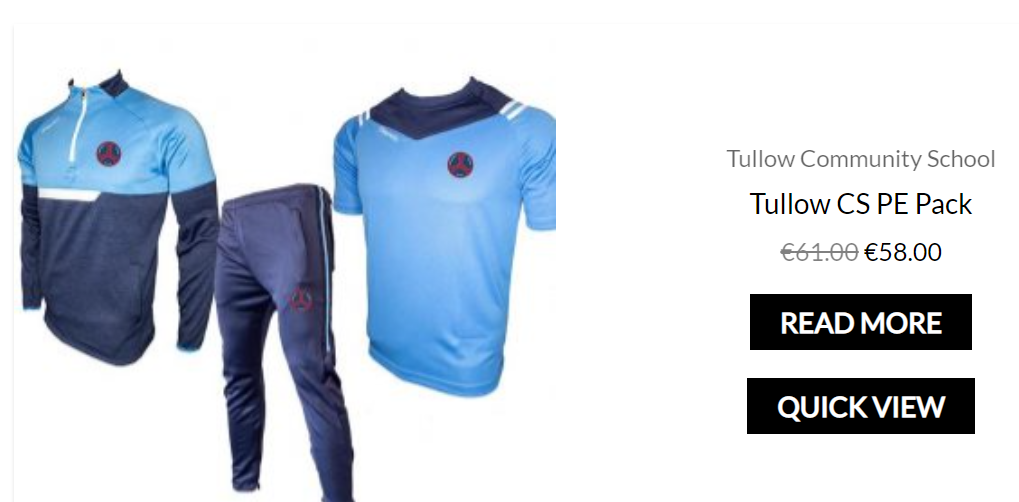 Tullow Community School
Tullow CS PE Pack
€61.00 €58.00
READ MORE
QUICK VIEW